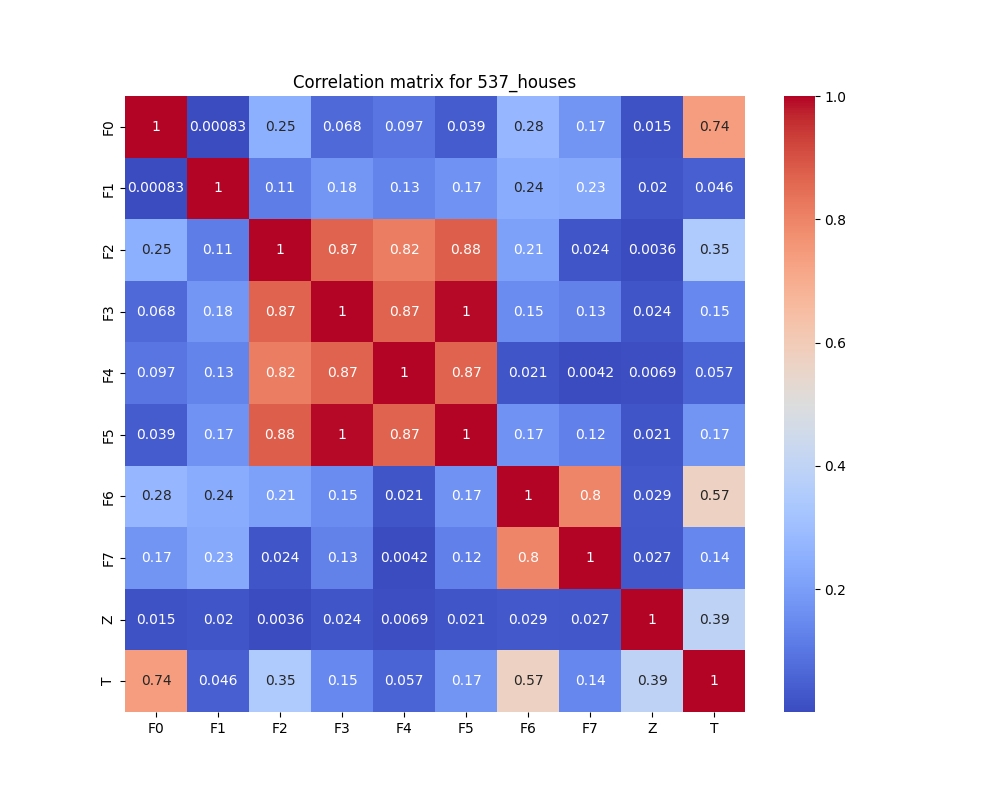 Correlation matrix for 537_houses
F0 1 0.00083 0.25 0.068 0.097 0.039 0.28 0.17 0.015 0.74
F1 0.00083 1 0.11 0.18 0.13 0.17 0.24 0.23 0.02 0.046
F2 0.25 0.11 1 0.87 0.82 0.88 0.21 0.024 0.0036 0.35
F3 0.068 0.18 0.87 1 0.87 1 0.15 0.13 0.024 0.15
F4 0.097 0.13 0.82 0.87 1 0.87 0.021 0.0042 0.0069 0.057
F5 0.039 0.17 0.88 1 0.87 1 0.17 0.12 0.021 0.17
F6 0.28 0.24 0.21 0.15 0.021 0.17 1 0.8 0.029 0.57
F7 0.17 0.23 0.024 0.13 0.0042 0.12 0.8 1 0.027 0.14
Z 0.015 0.02 0.0036 0.024 0.0069 0.021 0.029 0.027 1 0.39
T 0.74 0.046 0.35 0.15 0.057 0.17 0.57 0.14 0.39 1
F0 F1 F2 F3 F4 F5 F6 F7 Z T
1.0
0.8
0.6
0.4
0.2